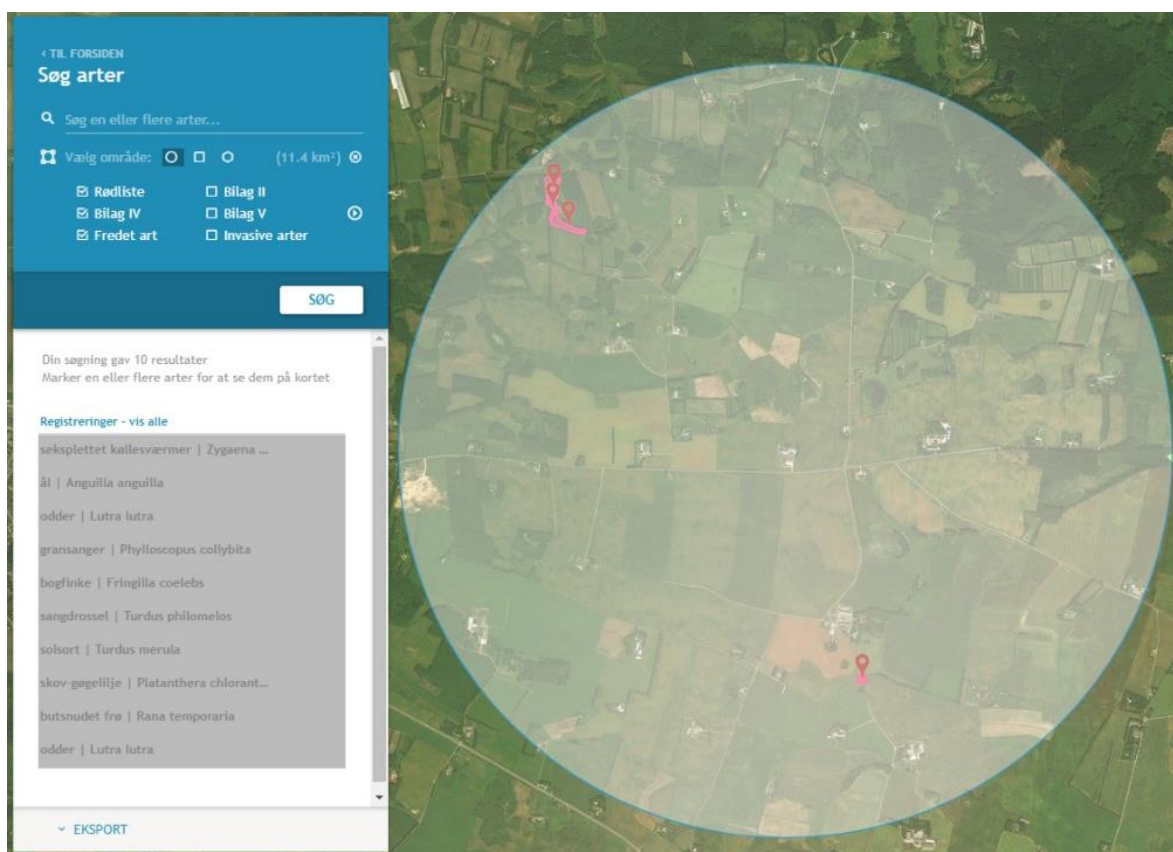 < TIL FORSIDEN
Søg arter
Søg en eller flere arter...
Vælg område: (11.4 km²)
Rødliste Bilag II
Bilag IV Bilag V
Fredet art Invasive arter
SØG
Din søgning gav 10 resultater
Marker en eller flere arter for at se dem på kortet
Registreringer - vis alle
seksplettet køllesværmer | Zygaena ...
ål | Anguilla anguilla
odder | Lutra lutra
gransanger | Phylloscopus collybita
bogfinke | Fringilla coelebs
sangdrossel | Turdus philomelos
solsort | Turdus merula
skov-gøgelilje | Platanthera chlorant...
butsnudet frø | Rana temporaria
odder | Lutra lutra
EKSPORT